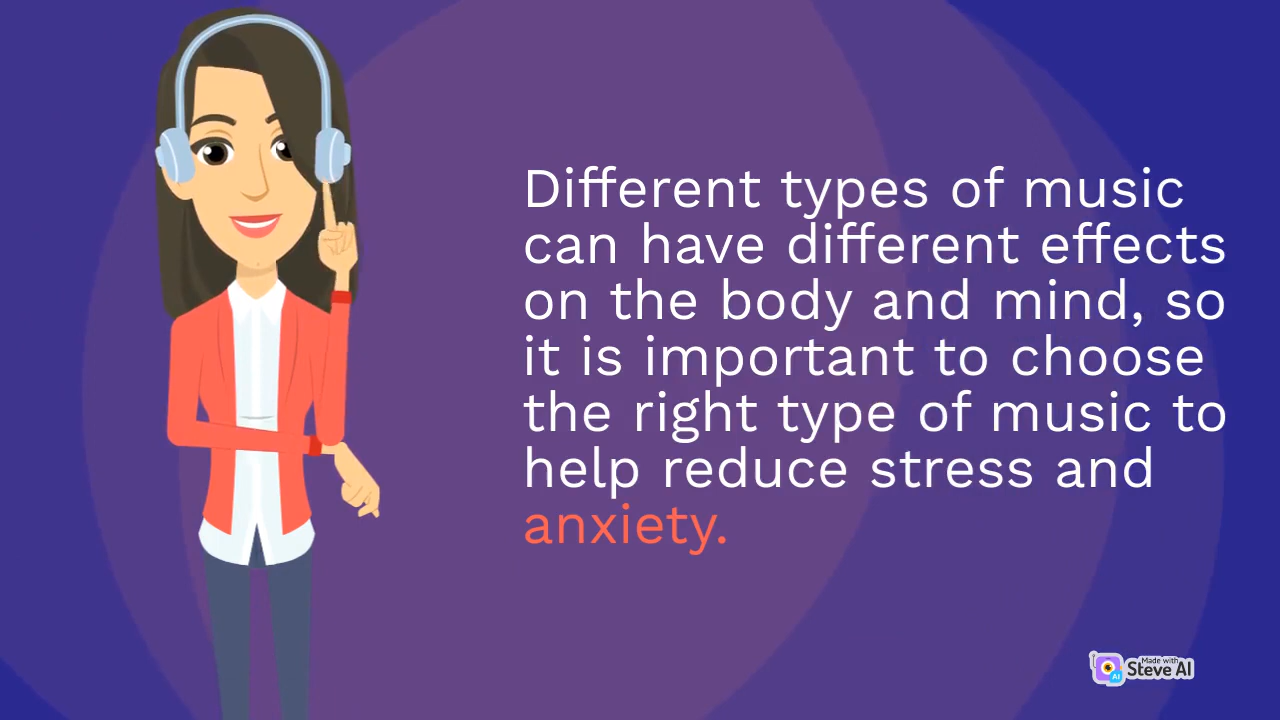 Different types of music
can have different effects
on the body and mind, so
it is important to choose
the right type of music to
help reduce stress and
anxiety.
Made with
Steve AI
AI